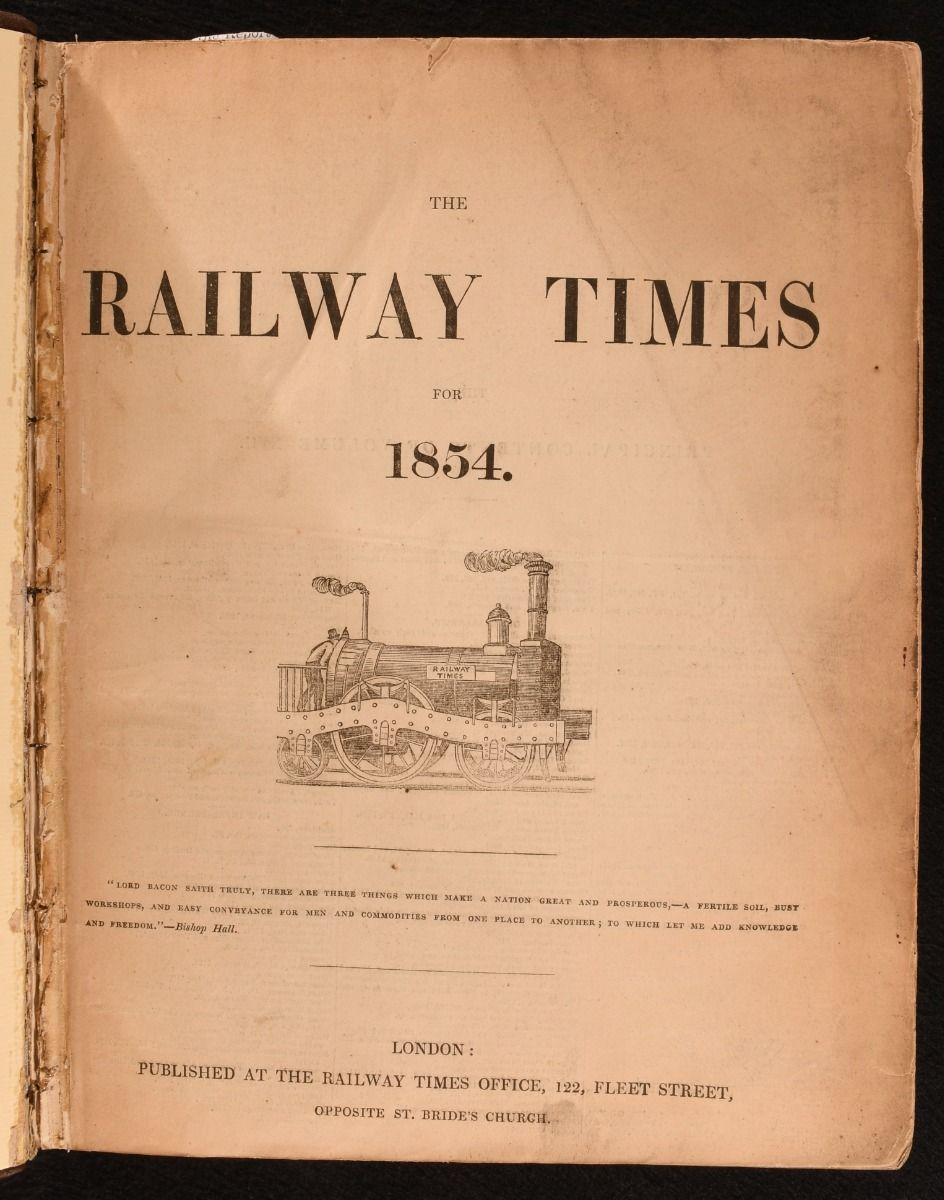 THE
RAILWAY TIMES
FOR
1854.
RAILWAY
TIMES
"LORD BACON SAITH TRULY, THERE ARE THREE THINGS WHICH MAKE A NATION GREAT AND PROSPEROUS,—A FERTILE SOIL, BUSY
WORKSHOPS, AND EASY CONVBYANCE FOR MEN AND COMMODITIES FROM ONE PLACE TO ANOTHER; TO WHICH LET ME ADD KNOWLEDGE
AND FREEDOM."—Bishop Hall.
LONDON:
PUBLISHED AT THE RAILWAY TIMES OFFICE, 122, FLEET STREET,
OPPOSITE ST. BRIDE'S CHURCH.